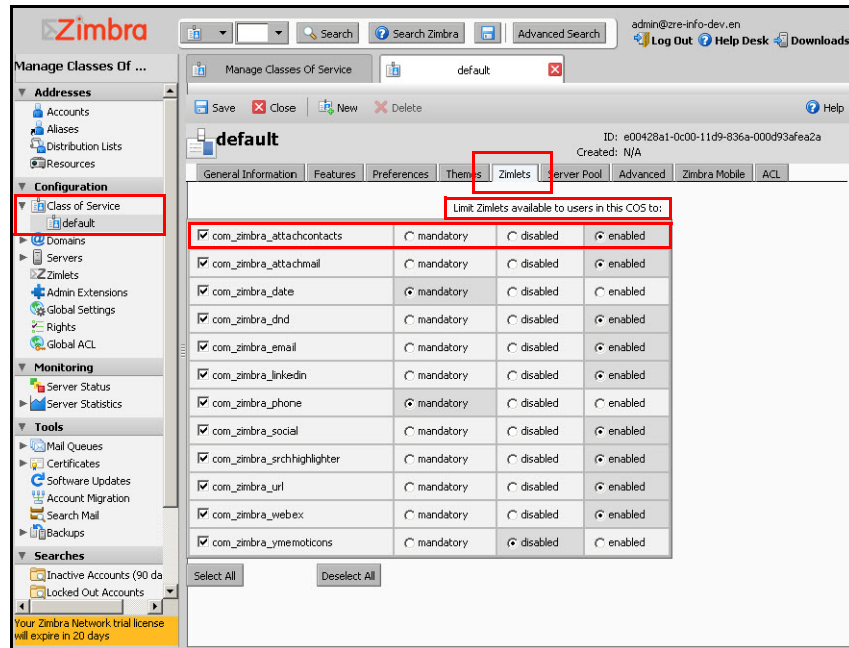 Zimbra
Search
Search Zimbra
Advanced Search
admin@zre-info-dev.en
Log Out Help Desk Downloads
Manage Classes Of ...
Manage Classes Of Service
default
Addresses
Accounts
Aliases
Distribution Lists
Resources
Configuration
Class of Service
default
Domains
Servers
Zimlets
Admin Extensions
Global Settings
Rights
Global ACL
Monitoring
Server Status
Server Statistics
Tools
Mail Queues
Certificates
Software Updates
Account Migration
Search Mail
Backups
Searches
Inactive Accounts (90 da
Locked Out Accounts
Your Zimbra Network trial license
will expire in 20 days
Save Close New Delete Help
default
ID: e00428a1-0c00-11d9-836a-000d93afea2a
Created: N/A
General Information Features Preferences Themes Zimlets Server Pool Advanced Zimbra Mobile ACL
Limit Zimlets available to users in this COS to:
com_zimbra_attachcontacts mandatory disabled enabled
com_zimbra_attachmail mandatory disabled enabled
com_zimbra_date mandatory disabled enabled
com_zimbra_dnd mandatory disabled enabled
com_zimbra_email mandatory disabled enabled
com_zimbra_linkedin mandatory disabled enabled
com_zimbra_phone mandatory disabled enabled
com_zimbra_social mandatory disabled enabled
com_zimbra_srchhighlighter mandatory disabled enabled
com_zimbra_url mandatory disabled enabled
com_zimbra_webex mandatory disabled enabled
com_zimbra_ymemoticons mandatory disabled enabled
Select All Deselect All